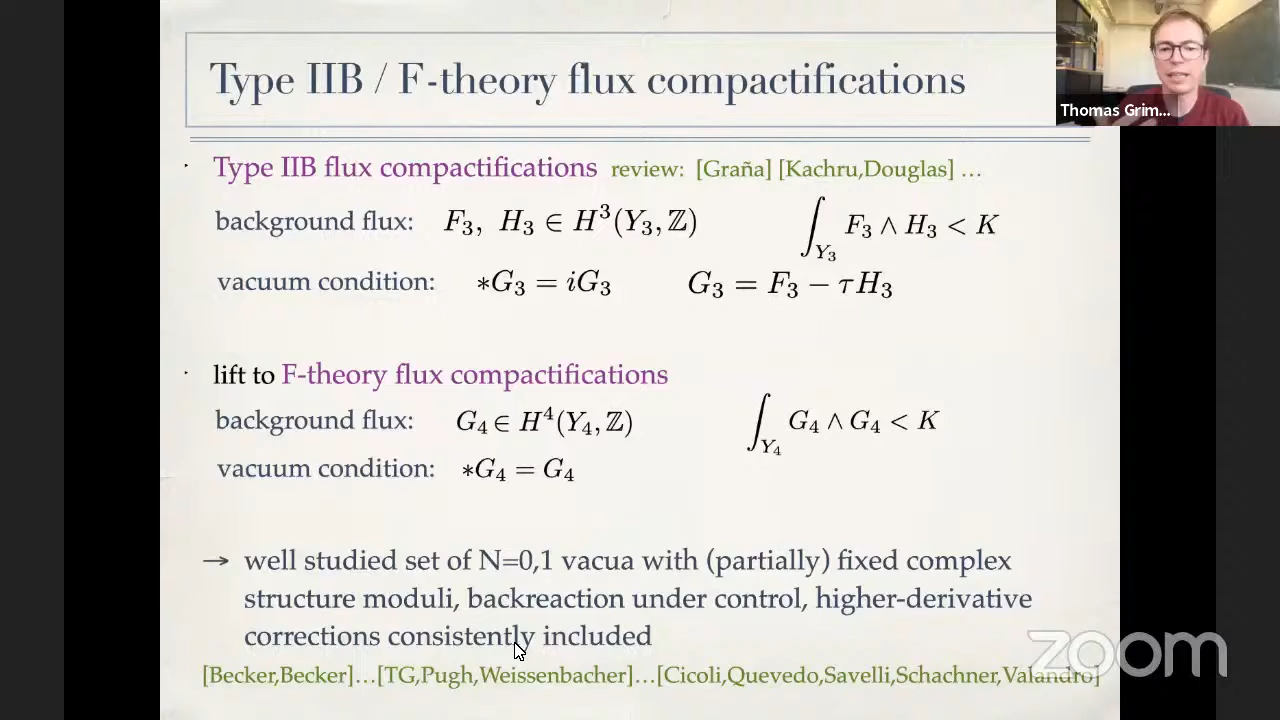 Type IIB / F-theory flux compactifications
Thomas Grim...
· Type IIB flux compactifications review: [Graña] [Kachru,Douglas] …
background flux: F₃, H₃ ∈ H³(Y₃, ℤ) ∫_{Y₃} F₃ ∧ H₃ < K
vacuum condition: *G₃ = iG₃ G₃ = F₃ − τH₃
· lift to F-theory flux compactifications
background flux: G₄ ∈ H⁴(Y₄, ℤ) ∫_{Y₄} G₄ ∧ G₄ < K
vacuum condition: *G₄ = G₄
→ well studied set of N=0,1 vacua with (partially) fixed complex
structure moduli, backreaction under control, higher-derivative
corrections consistently included
[Becker,Becker]…[TG,Pugh,Weissenbacher]…[Cicoli,Quevedo,Savelli,Schachner,Valandro]
zoom